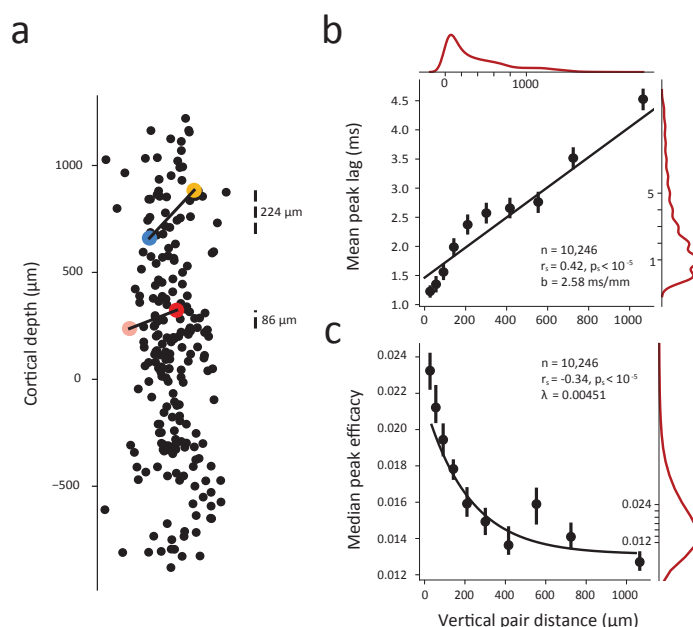 a
Cortical depth (µm)
1000
500
0
−500
224 µm
86 µm
b
0
1000
Mean peak lag (ms)
4.5
4.0
3.5
3.0
2.5
2.0
1.5
1.0
n = 10,246
rs = 0.42, ps < 10-5
b = 2.58 ms/mm
5
1
0
200
400
600
800
1000
c
Median peak efficacy
0.024
0.022
0.020
0.018
0.016
0.014
0.012
n = 10,246
rs = -0.34, ps < 10-5
λ = 0.00451
0.024
0.012
0
200
400
600
800
1000
Vertical pair distance (µm)